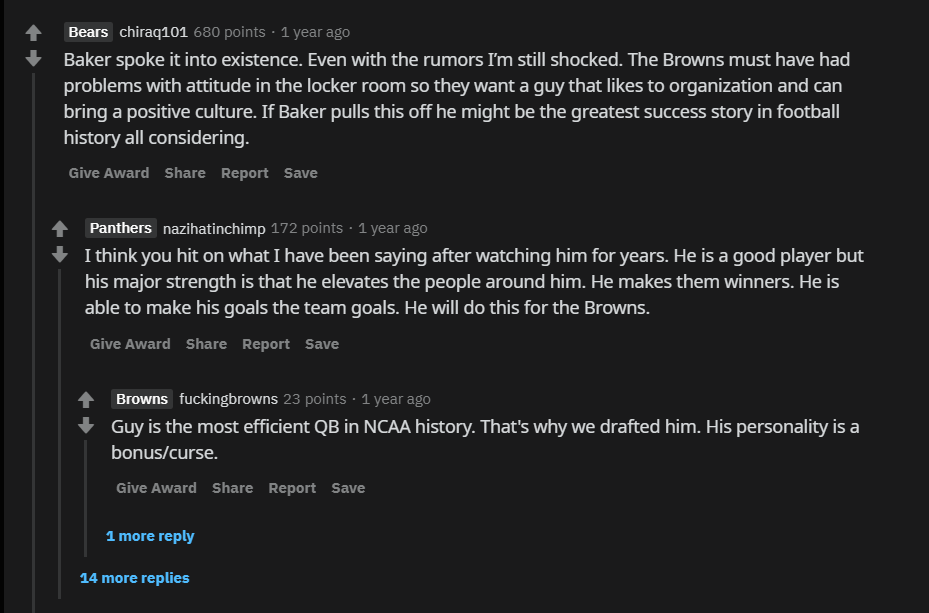 Bears chiraq101 680 points · 1 year ago
Baker spoke it into existence. Even with the rumors I’m still shocked. The Browns must have had
problems with attitude in the locker room so they want a guy that likes to organization and can
bring a positive culture. If Baker pulls this off he might be the greatest success story in football
history all considering.
Give Award Share Report Save
Panthers nazihatinchimp 172 points · 1 year ago
I think you hit on what I have been saying after watching him for years. He is a good player but
his major strength is that he elevates the people around him. He makes them winners. He is
able to make his goals the team goals. He will do this for the Browns.
Give Award Share Report Save
Browns fuckingbrowns 23 points · 1 year ago
Guy is the most efficient QB in NCAA history. That's why we drafted him. His personality is a
bonus/curse.
Give Award Share Report Save
1 more reply
14 more replies